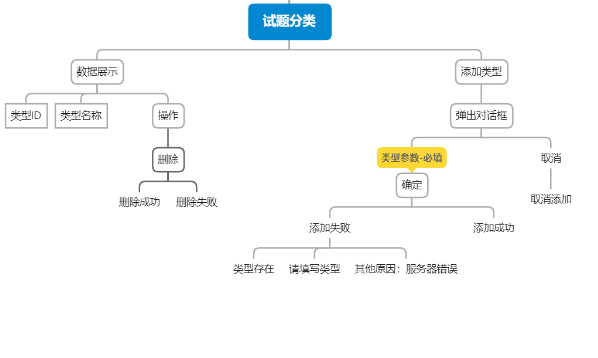 试题分类
数据展示
添加类型
类型ID
类型名称
操作
弹出对话框
删除
类型参数-必填
取消
确定
删除成功
删除失败
取消添加
添加失败
添加成功
类型存在
请填写类型
其他原因：服务器错误